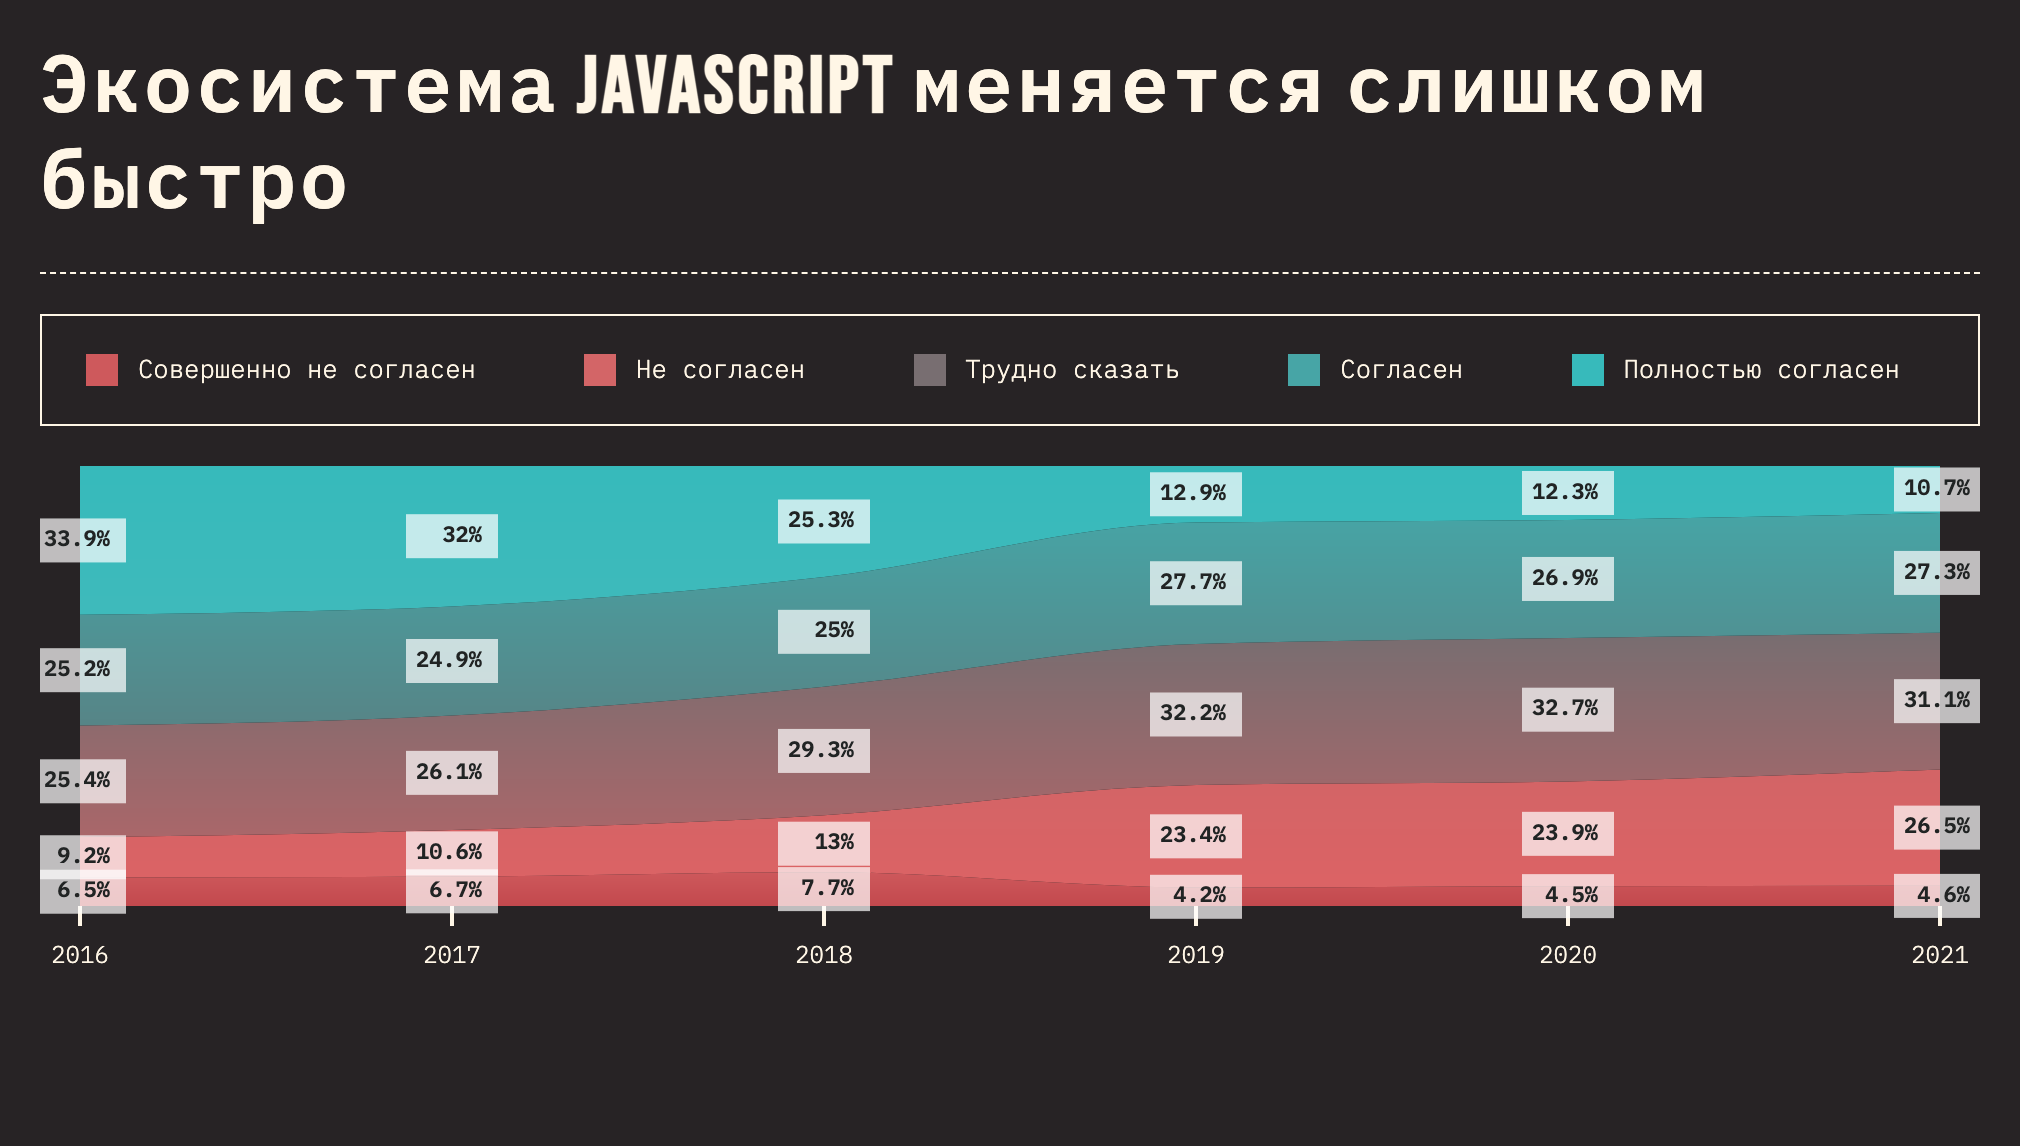 Экосистема JAVASCRIPT меняется слишком
быстро
Совершенно не согласен Не согласен Трудно сказать Согласен Полностью согласен
33.9% 32% 25.3% 12.9% 12.3% 10.7%
25.2% 24.9% 25% 27.7% 26.9% 27.3%
25.4% 26.1% 29.3% 32.2% 32.7% 31.1%
9.2% 10.6% 13% 23.4% 23.9% 26.5%
6.5% 6.7% 7.7% 4.2% 4.5% 4.6%
2016 2017 2018 2019 2020 2021